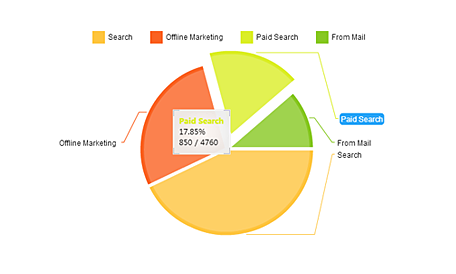 Search Offline Marketing Paid Search From Mail
Paid Search
Paid Search
17.85%
850 / 4760
Offline Marketing
From Mail
Search